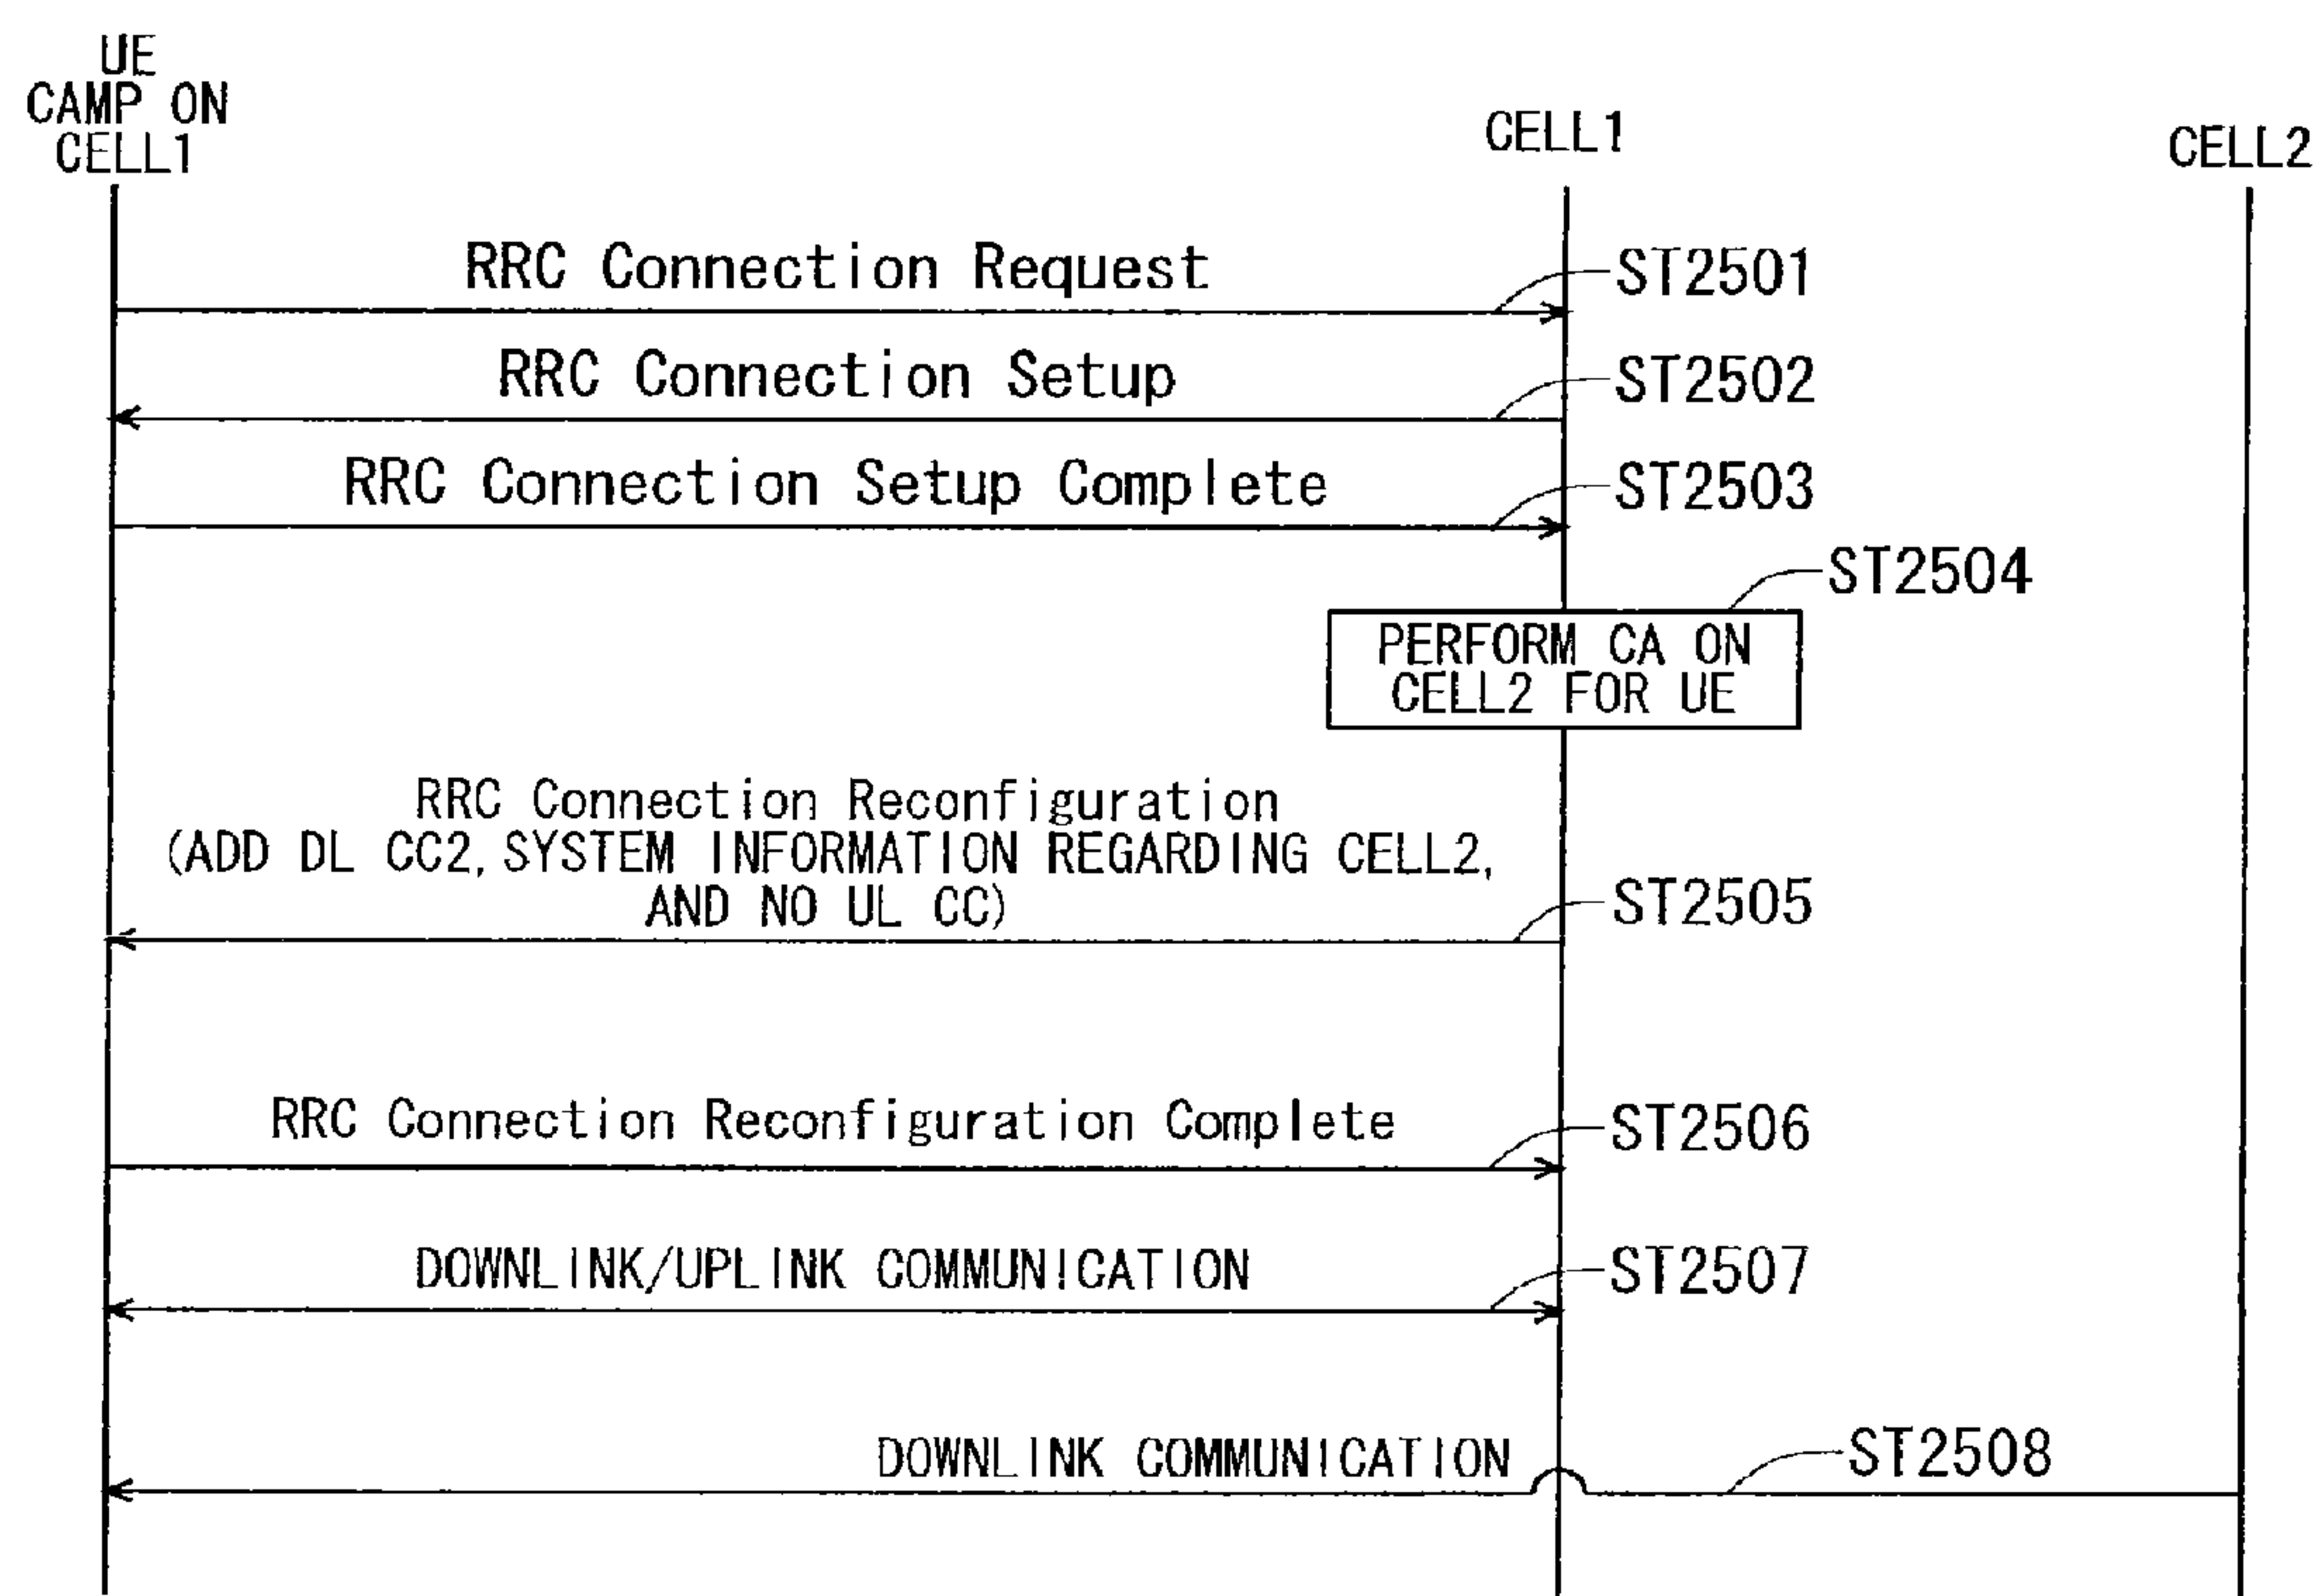 UE
CAMP ON
CELL1
CELL1
CELL2
RRC Connection Request
ST2501
RRC Connection Setup
ST2502
RRC Connection Setup Complete
ST2503
ST2504
PERFORM CA ON
CELL2 FOR UE
RRC Connection Reconfiguration
(ADD DL CC2, SYSTEM INFORMATION REGARDING CELL2,
AND NO UL CC)
ST2505
RRC Connection Reconfiguration Complete
ST2506
DOWNLINK/UPLINK COMMUNICATION
ST2507
DOWNLINK COMMUNICATION
ST2508